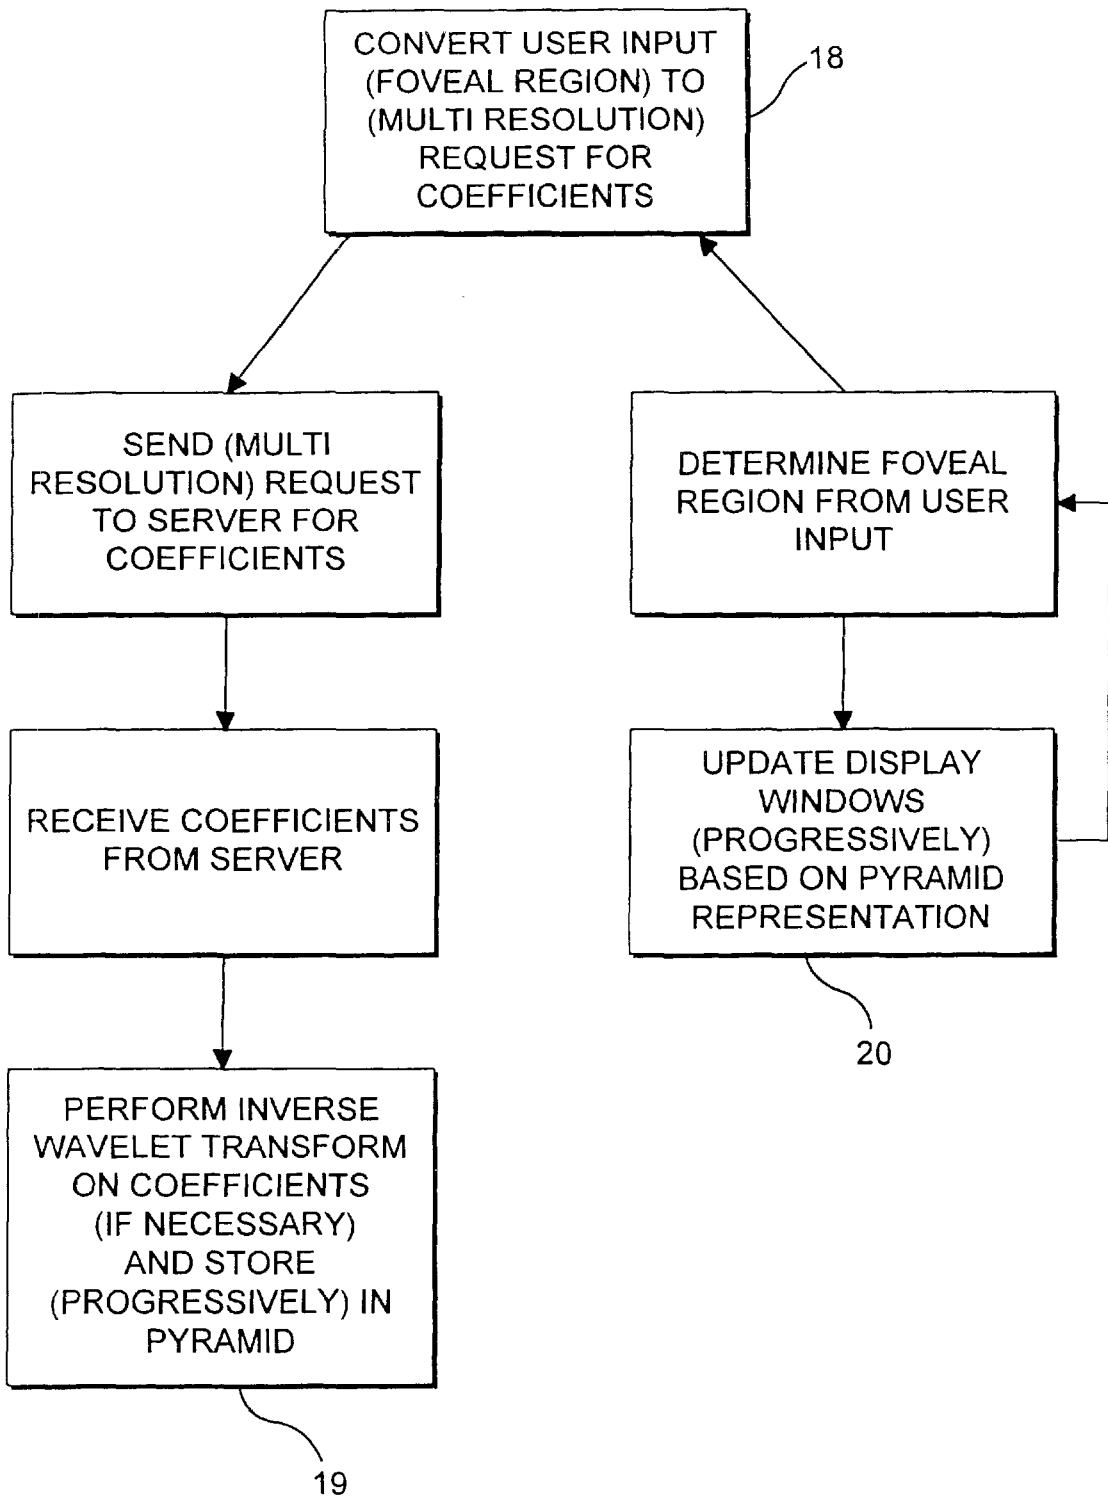 CONVERT USER INPUT
(FOVEAL REGION) TO
(MULTI RESOLUTION)
REQUEST FOR
COEFFICIENTS
18
SEND (MULTI
RESOLUTION) REQUEST
TO SERVER FOR
COEFFICIENTS
DETERMINE FOVEAL
REGION FROM USER
INPUT
RECEIVE COEFFICIENTS
FROM SERVER
UPDATE DISPLAY
WINDOWS
(PROGRESSIVELY)
BASED ON PYRAMID
REPRESENTATION
20
PERFORM INVERSE
WAVELET TRANSFORM
ON COEFFICIENTS
(IF NECESSARY)
AND STORE
(PROGRESSIVELY) IN
PYRAMID
19